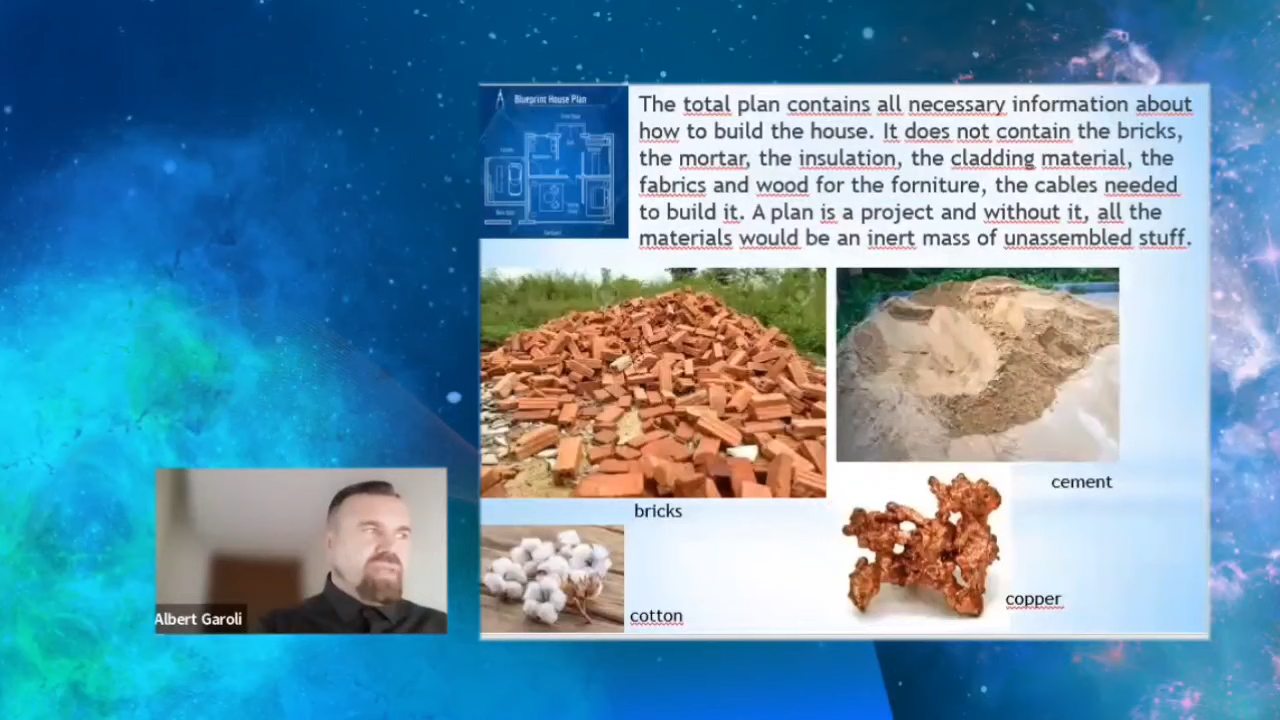 Blueprint House Plan
The total plan contains all necessary information about
how to build the house. It does not contain the bricks,
the mortar, the insulation, the cladding material, the
fabrics and wood for the forniture, the cables needed
to build it. A plan is a project and without it, all the
materials would be an inert mass of unassembled stuff.
cement
bricks
copper
cotton
Albert Garoli